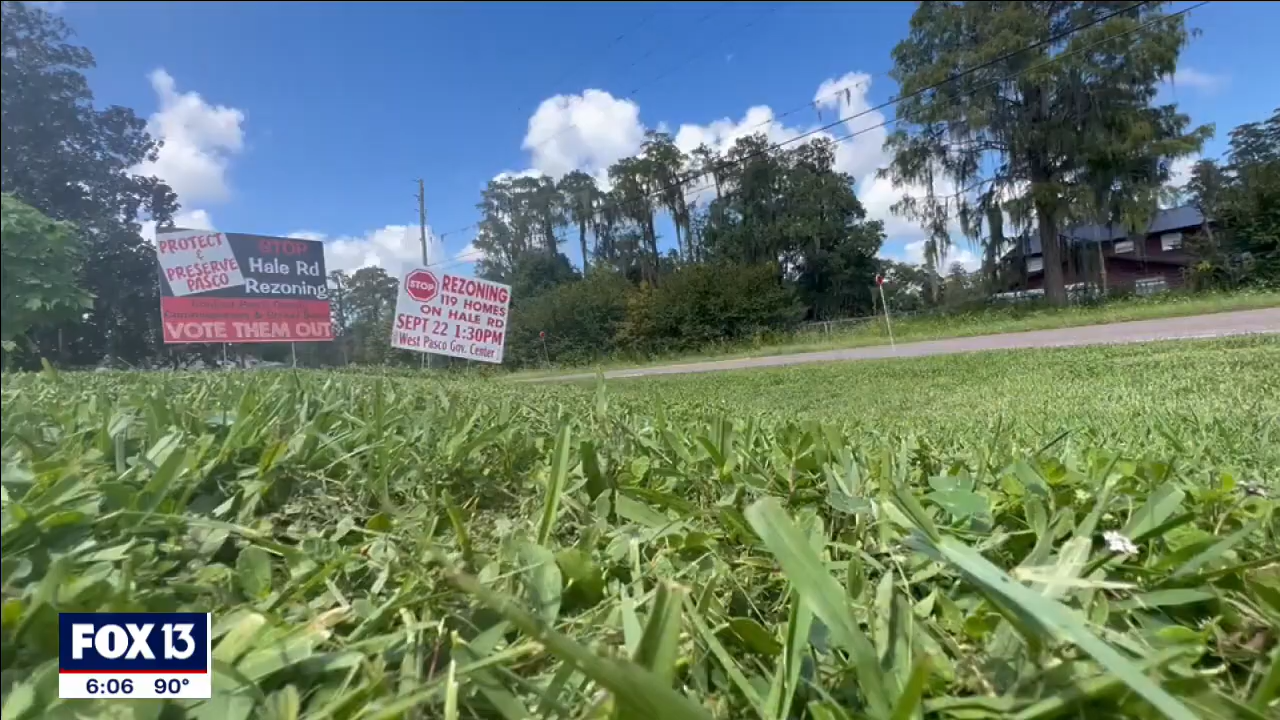 PROTECT
&
PRESERVE
PASCO
STOP
Hale Rd
Rezoning
VOTE THEM OUT
STOP
REZONING
119 HOMES
ON HALE RD
SEPT 22 1:30PM
West Pasco Gov. Center
FOX 13
6:06 90°